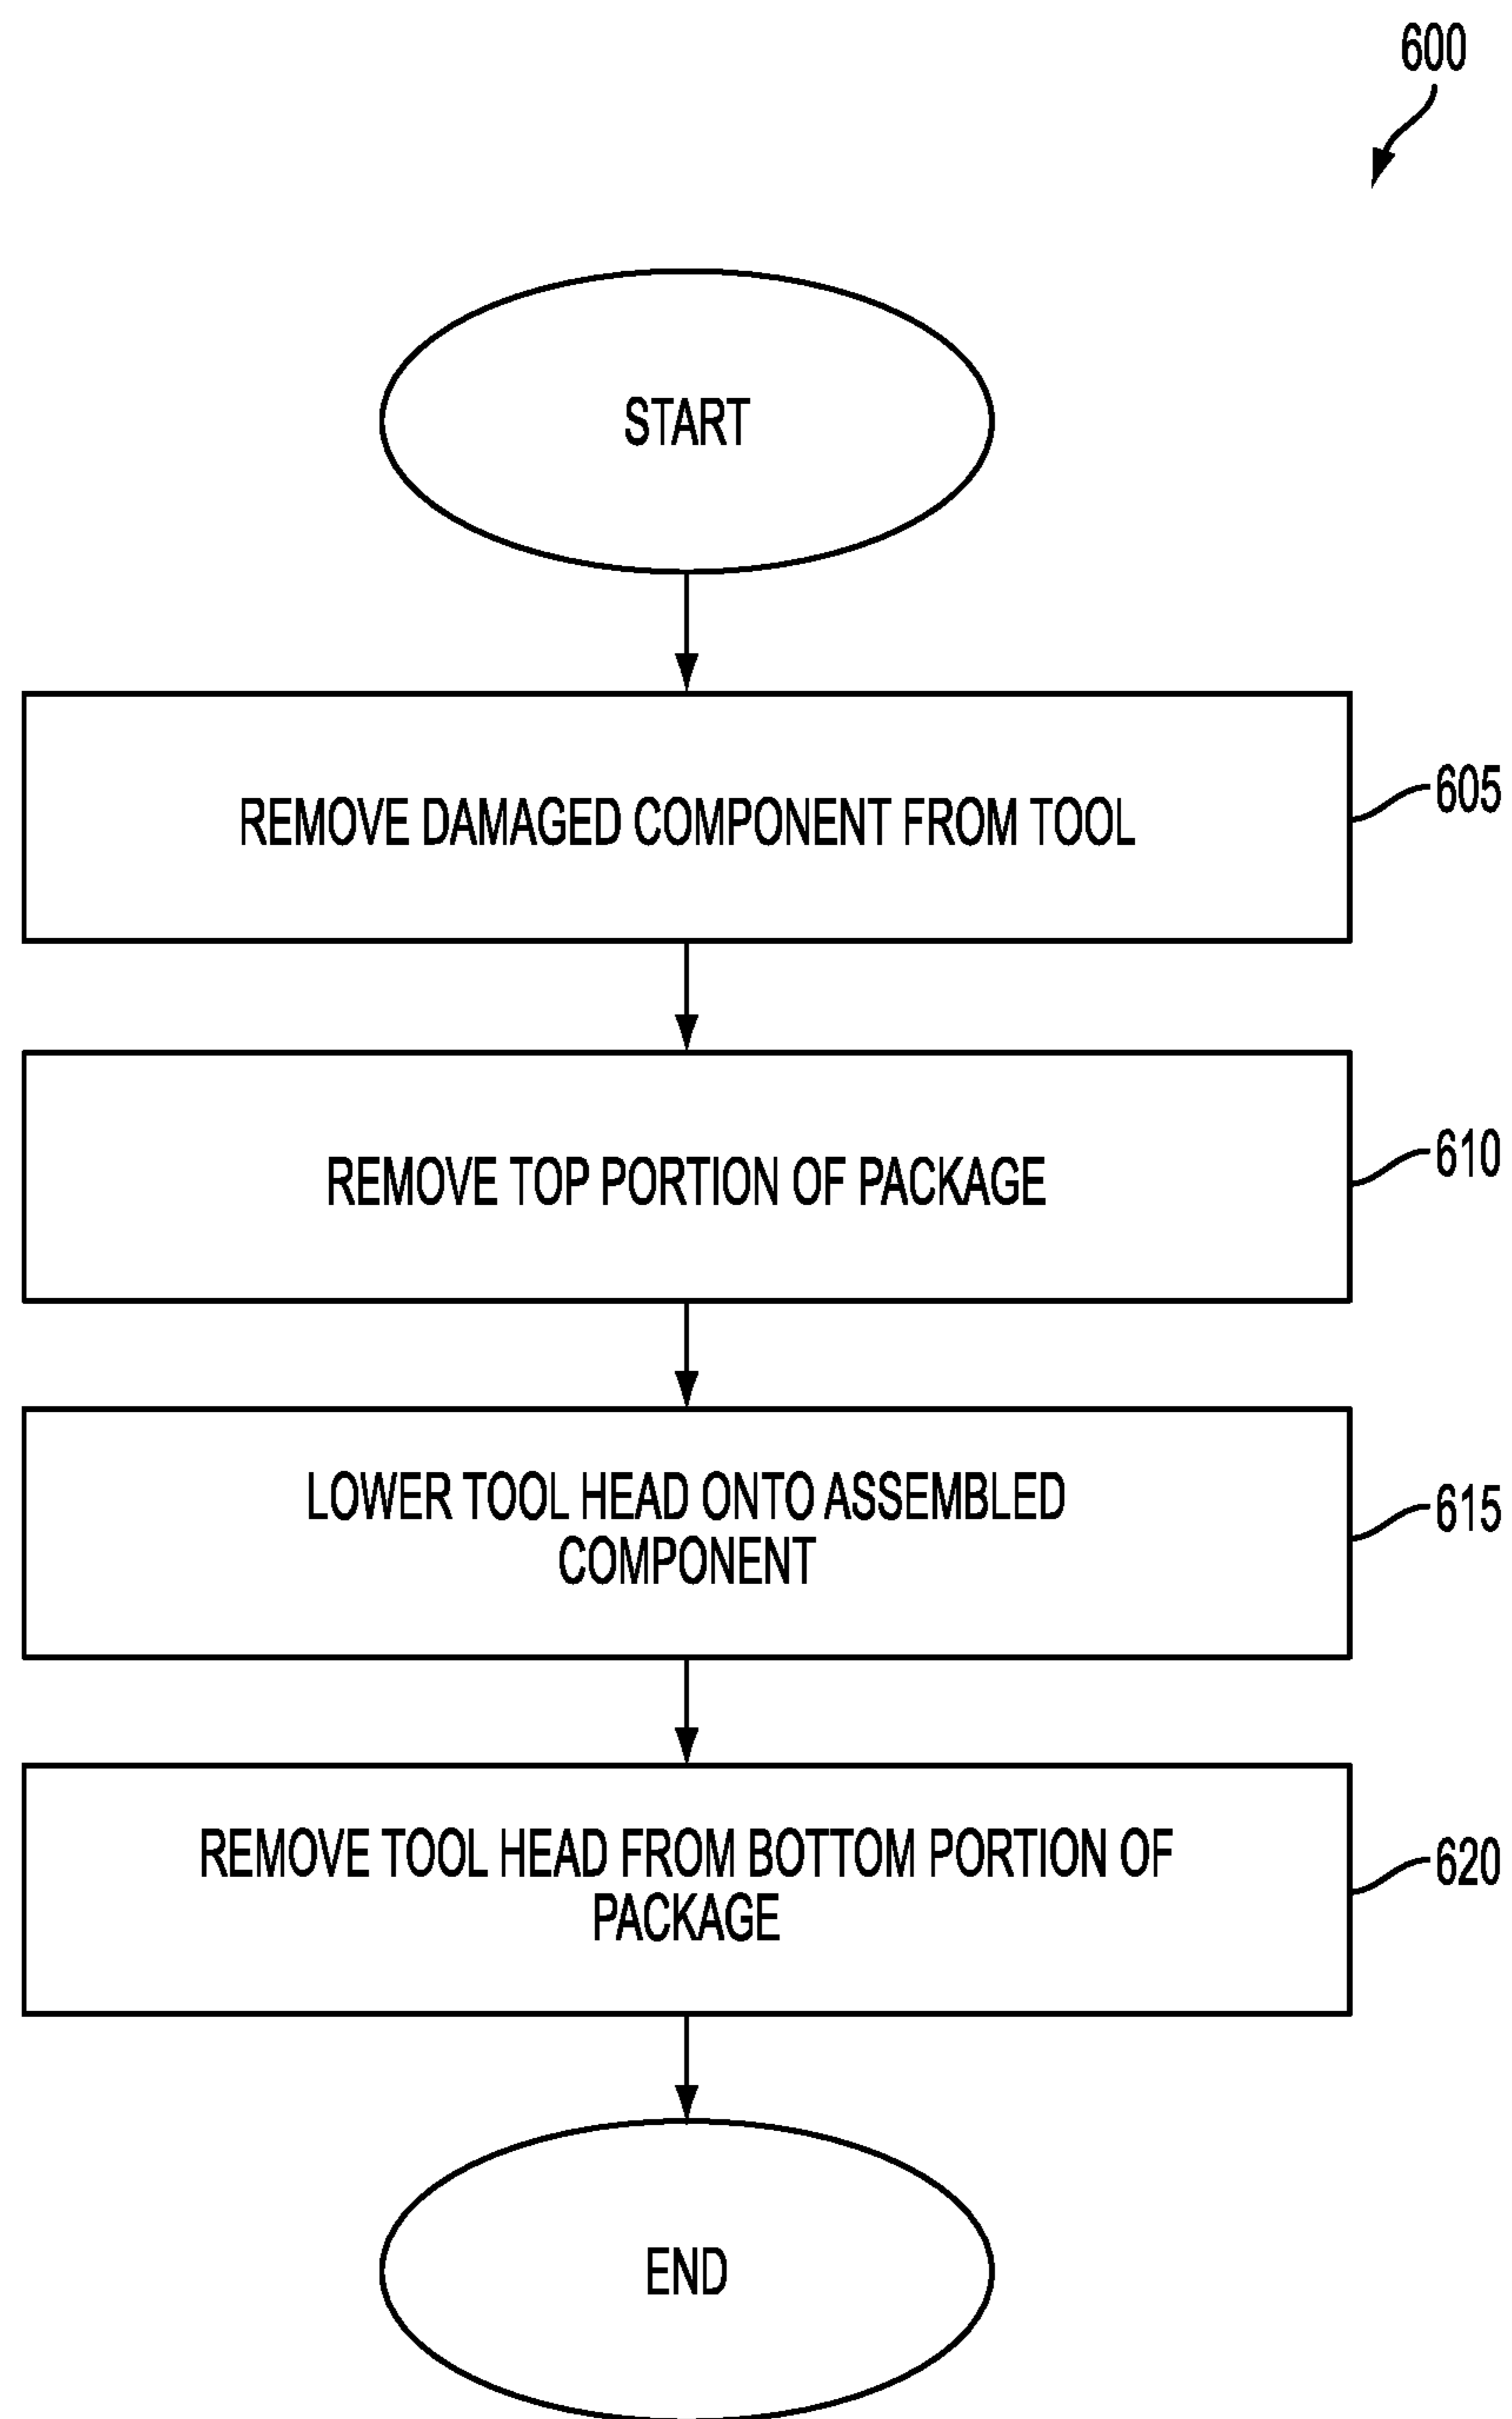 600
START
REMOVE DAMAGED COMPONENT FROM TOOL
605
REMOVE TOP PORTION OF PACKAGE
610
LOWER TOOL HEAD ONTO ASSEMBLED
COMPONENT
615
REMOVE TOOL HEAD FROM BOTTOM PORTION OF
PACKAGE
620
END